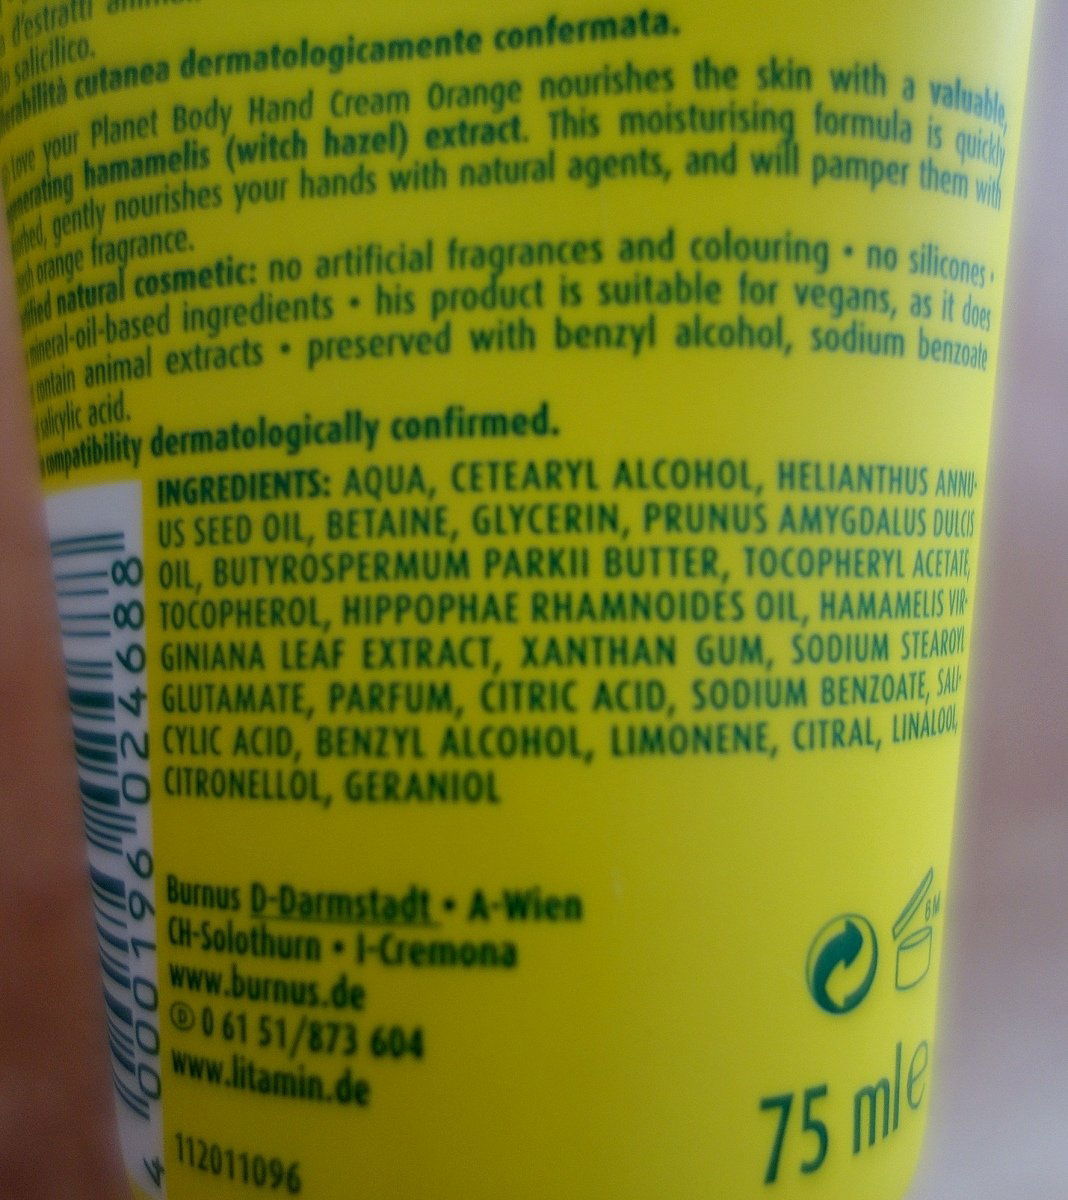 d'estratti
salicilico.
cutanea dermatologicamente confermata.
love your Planet Body Hand Cream Orange nourishes the skin with a valuable,
hamamelis (witch hazel) extract. This moisturising formula is quickly
gently nourishes your hands with natural agents, and will pamper them with
orange fragrance.
natural cosmetic: no artificial fragrances and colouring • no silicones •
mineral-oil-based ingredients • his product is suitable for vegans, as it does
contain animal extracts • preserved with benzyl alcohol, sodium benzoate
salicylic acid.
compatibility dermatologically confirmed.
INGREDIENTS: AQUA, CETEARYL ALCOHOL, HELIANTHUS ANNU-
US SEED OIL, BETAINE, GLYCERIN, PRUNUS AMYGDALUS DULCIS
OIL, BUTYROSPERMUM PARKII BUTTER, TOCOPHERYL ACETATE,
TOCOPHEROL, HIPPOPHAE RHAMNOIDES OIL, HAMAMELIS VIR-
GINIANA LEAF EXTRACT, XANTHAN GUM, SODIUM STEAROYL
GLUTAMATE, PARFUM, CITRIC ACID, SODIUM BENZOATE, SALI-
CYLIC ACID, BENZYL ALCOHOL, LIMONENE, CITRAL, LINALOOL,
CITRONELLOL, GERANIOL
4 000196 024688
Burnus D-Darmstadt • A-Wien
CH-Solothurn • I-Cremona
www.burnus.de
Ⓓ 0 61 51/873 604
www.litamin.de
112011096
6M
75 ml e